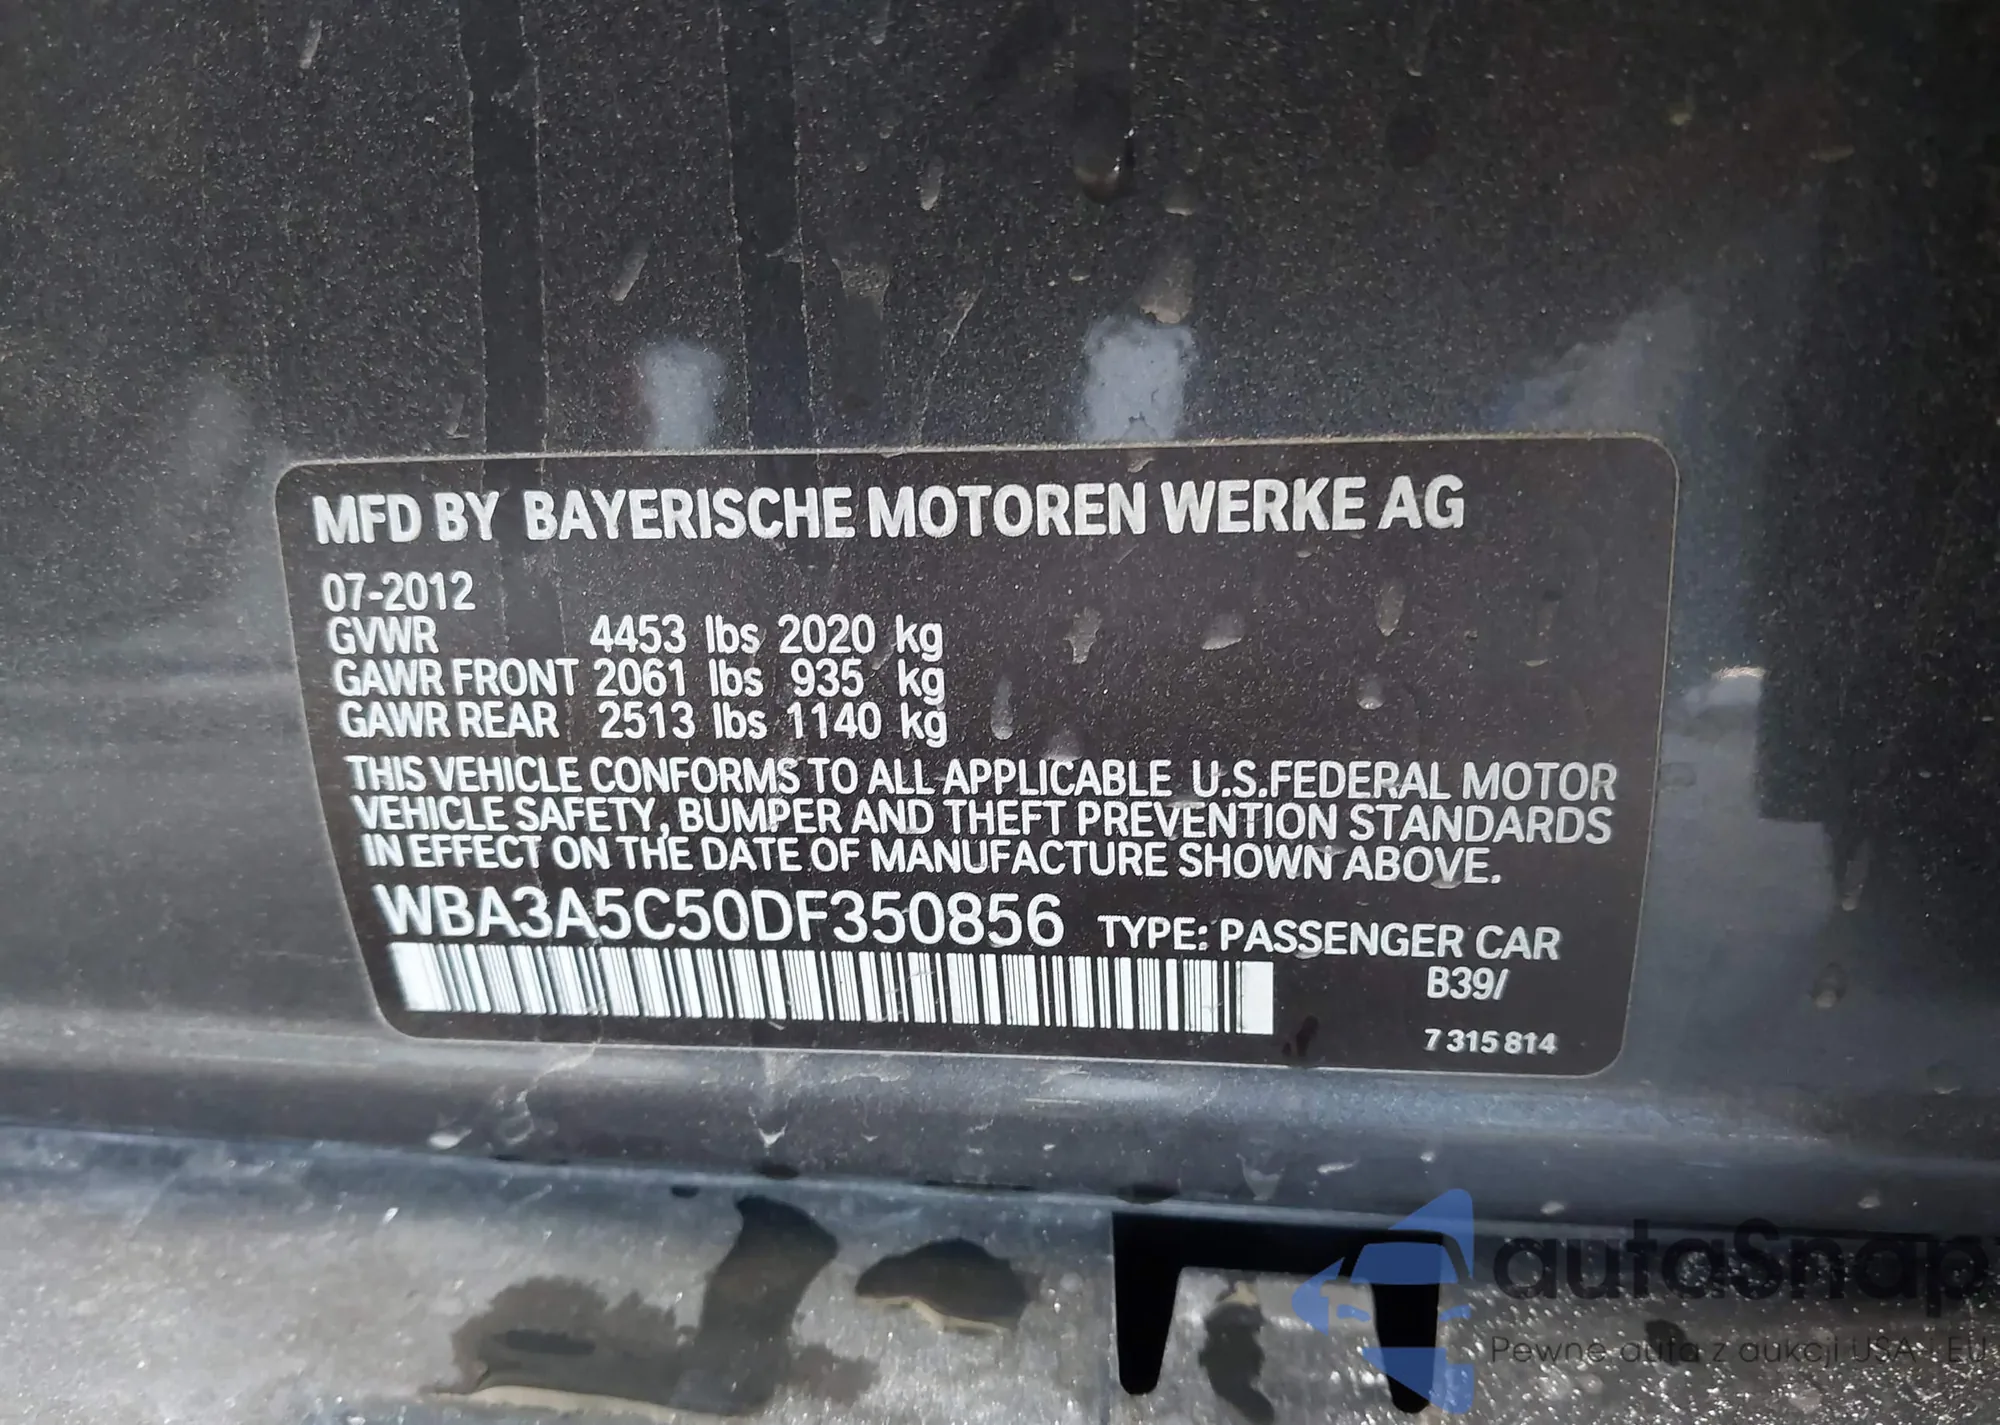 MFD BY BAYERISCHE MOTOREN WERKE AG
07-2012
GVWR 4453 lbs 2020 kg
GAWR FRONT 2061 lbs 935 kg
GAWR REAR 2513 lbs 1140 kg
THIS VEHICLE CONFORMS TO ALL APPLICABLE U.S.FEDERAL MOTOR
VEHICLE SAFETY, BUMPER AND THEFT PREVENTION STANDARDS
IN EFFECT ON THE DATE OF MANUFACTURE SHOWN ABOVE.
WBA3A5C50DF350856 TYPE: PASSENGER CAR
B39/
7 315 814
autaSnap
Pewne auta z aukcji USA i EU